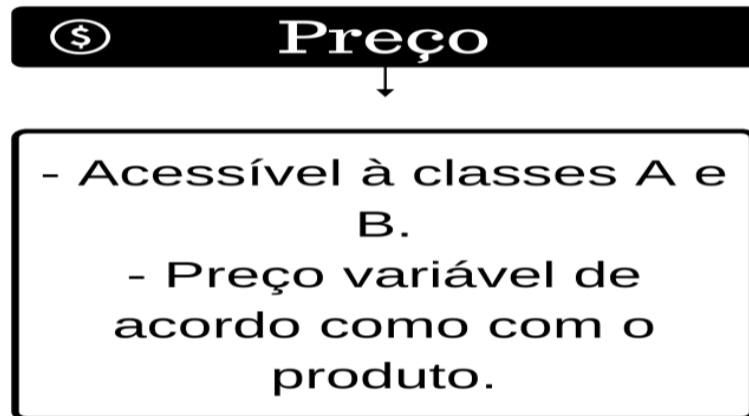 Preço
- Acessível à classes A e
B.
- Preço variável de
acordo como com o
produto.